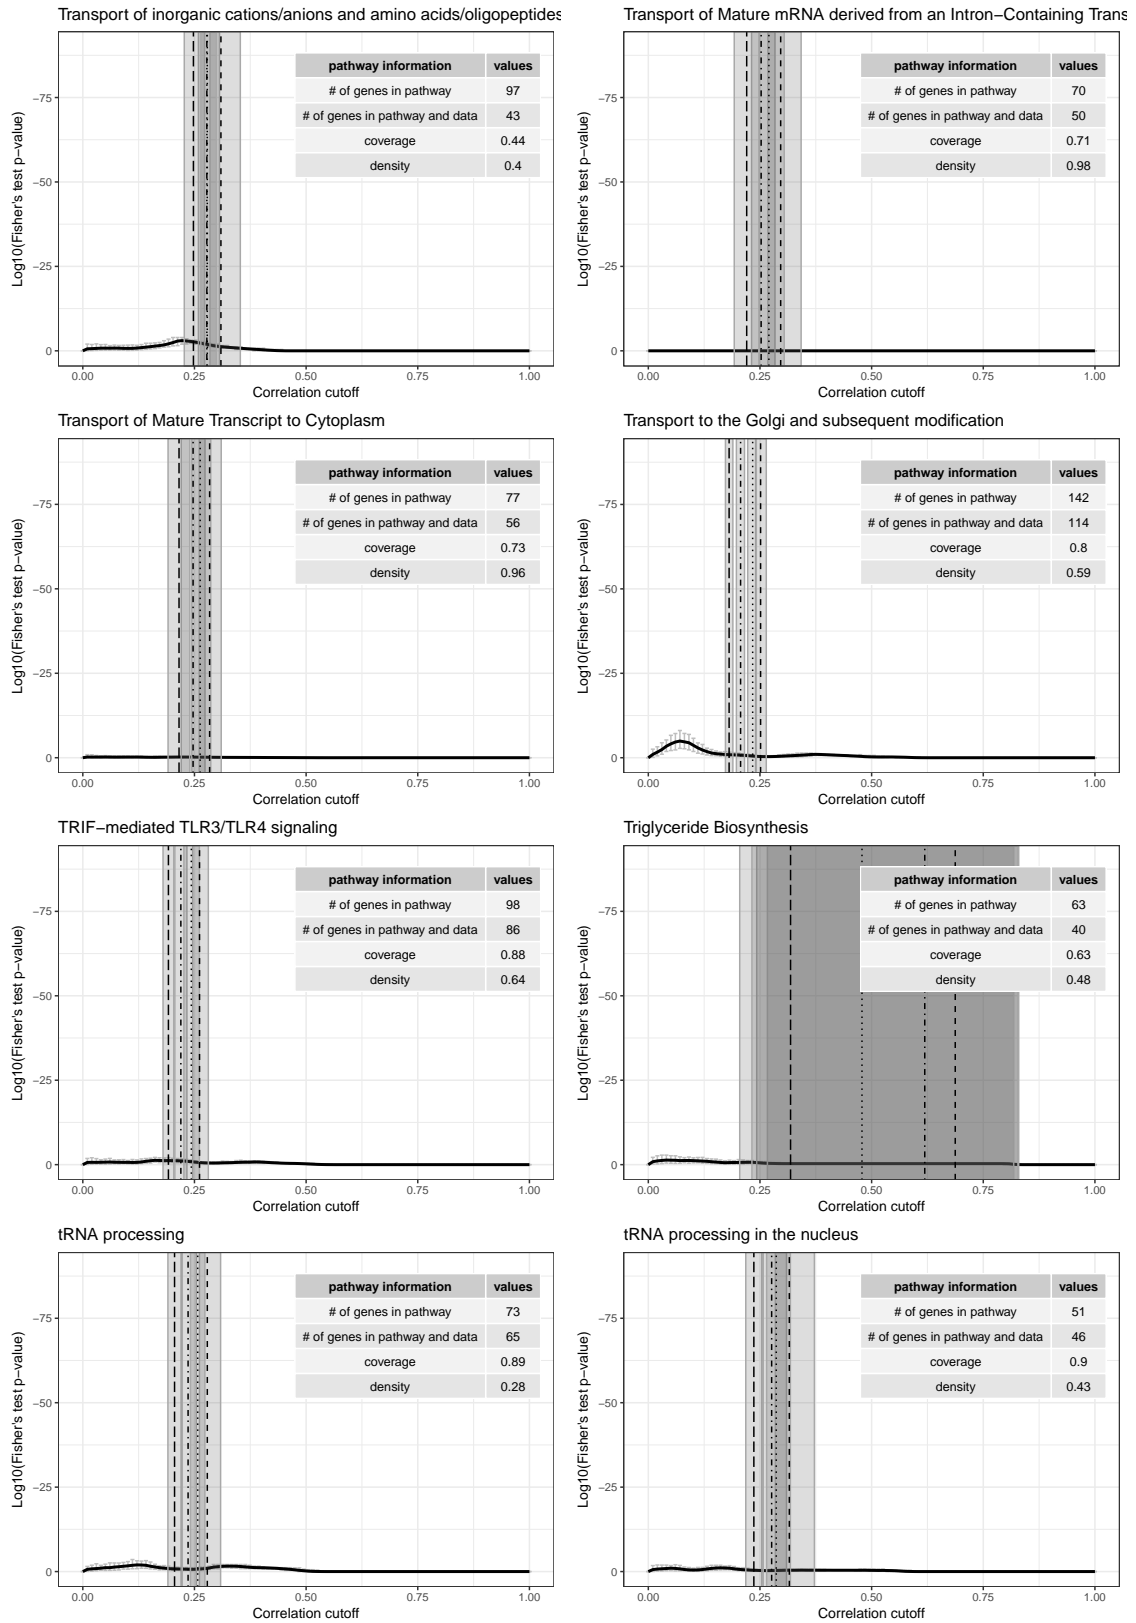 Transport of inorganic cations/anions and amino acids/oligopeptides
pathway information values
# of genes in pathway 97
# of genes in pathway and data 43
coverage 0.44
density 0.4
−75
−50
−25
0
Log10(Fisher's test p−value)
0.00 0.25 0.50 0.75 1.00
Correlation cutoff
Transport of Mature mRNA derived from an Intron−Containing Trans
pathway information values
# of genes in pathway 70
# of genes in pathway and data 50
coverage 0.71
density 0.98
−75
−50
−25
0
Log10(Fisher's test p−value)
0.00 0.25 0.50 0.75 1.00
Correlation cutoff
Transport of Mature Transcript to Cytoplasm
pathway information values
# of genes in pathway 77
# of genes in pathway and data 56
coverage 0.73
density 0.96
−75
−50
−25
0
Log10(Fisher's test p−value)
0.00 0.25 0.50 0.75 1.00
Correlation cutoff
Transport to the Golgi and subsequent modification
pathway information values
# of genes in pathway 142
# of genes in pathway and data 114
coverage 0.8
density 0.59
−75
−50
−25
0
Log10(Fisher's test p−value)
0.00 0.25 0.50 0.75 1.00
Correlation cutoff
TRIF−mediated TLR3/TLR4 signaling
pathway information values
# of genes in pathway 98
# of genes in pathway and data 86
coverage 0.88
density 0.64
−75
−50
−25
0
Log10(Fisher's test p−value)
0.00 0.25 0.50 0.75 1.00
Correlation cutoff
Triglyceride Biosynthesis
pathway information values
# of genes in pathway 63
# of genes in pathway and data 40
coverage 0.63
density 0.48
−75
−50
−25
0
Log10(Fisher's test p−value)
0.00 0.25 0.50 0.75 1.00
Correlation cutoff
tRNA processing
pathway information values
# of genes in pathway 73
# of genes in pathway and data 65
coverage 0.89
density 0.28
−75
−50
−25
0
Log10(Fisher's test p−value)
0.00 0.25 0.50 0.75 1.00
Correlation cutoff
tRNA processing in the nucleus
pathway information values
# of genes in pathway 51
# of genes in pathway and data 46
coverage 0.9
density 0.43
−75
−50
−25
0
Log10(Fisher's test p−value)
0.00 0.25 0.50 0.75 1.00
Correlation cutoff